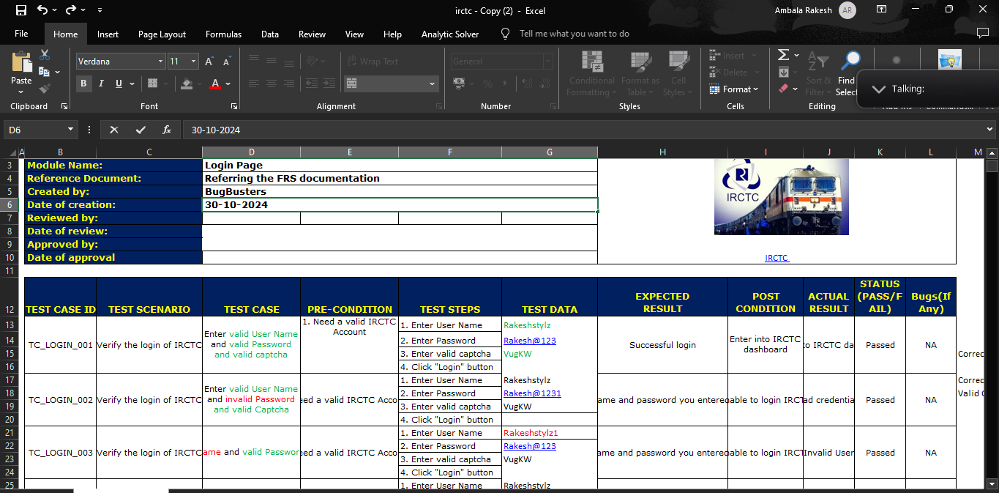 irctc - Copy (2) - Excel
Ambala Rakesh AR
File Home Insert Page Layout Formulas Data Review View Help Analytic Solver Tell me what you want to do
Verdana 11 Wrap Text General Insert
Delete
Paste B I U Conditional Formatting Format as Table Cell Styles Format Sort & Filter Find Select Talking:
Clipboard Font Alignment Number Styles Cells Editing
D6 fx 30-10-2024
A B C D E F G H I J K L M
3 Module Name: Login Page
4 Reference Document: Referring the FRS documentation
5 Created by: BugBusters
6 Date of creation: 30-10-2024
7 Reviewed by:
8 Date of review:
9 Approved by:
10 Date of approval
IRCTC
IRCTC
11
12 TEST CASE ID TEST SCENARIO TEST CASE PRE-CONDITION TEST STEPS TEST DATA EXPECTED RESULT POST CONDITION ACTUAL RESULT STATUS (PASS/FAIL) Bugs(If Any)
13 1. Need a valid IRCTC Account 1. Enter User Name Rakeshstylz
14 TC_LOGIN_001 Verify the login of IRCTC Enter valid User Name and valid Password and valid captcha 2. Enter Password Rakesh@123 Successful login Enter into IRCTC dashboard to IRCTC da Passed NA
15 3. Enter valid captcha VugKW Correc
16 4. Click "Login" button
17 1. Enter User Name Rakeshstylz Correc
18 TC_LOGIN_002 Verify the login of IRCTC Enter valid User Name and invalid Password and valid Captcha eed a valid IRCTC Acco 2. Enter Password Rakesh@1231 ame and password you entered able to login IRCT ad credentia Passed NA Valid C
19 3. Enter valid captcha VugKW
20 4. Click "Login" button
21 1. Enter User Name Rakeshstylz1
22 TC_LOGIN_003 Verify the login of IRCTC ame and valid Passwor eed a valid IRCTC Acco 2. Enter Password Rakesh@123 ame and password you entered able to login IRCT Invalid User Passed NA
23 3. Enter valid captcha VugKW
24 4. Click "Login" button
25 1. Enter User Name Rakeshstylz